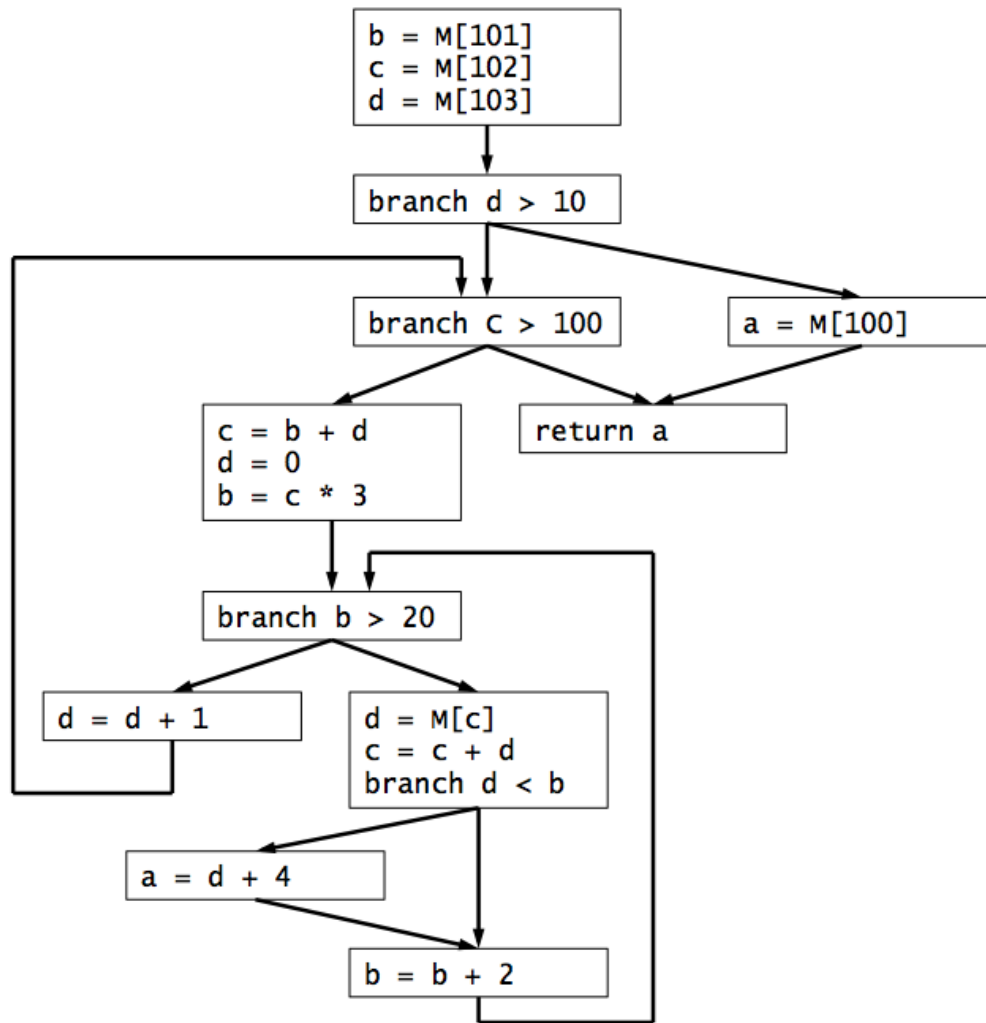 b = M[101]
c = M[102]
d = M[103]
branch d > 10
branch c > 100
a = M[100]
c = b + d
d = 0
b = c * 3
return a
branch b > 20
d = d + 1
d = M[c]
c = c + d
branch d < b
a = d + 4
b = b + 2